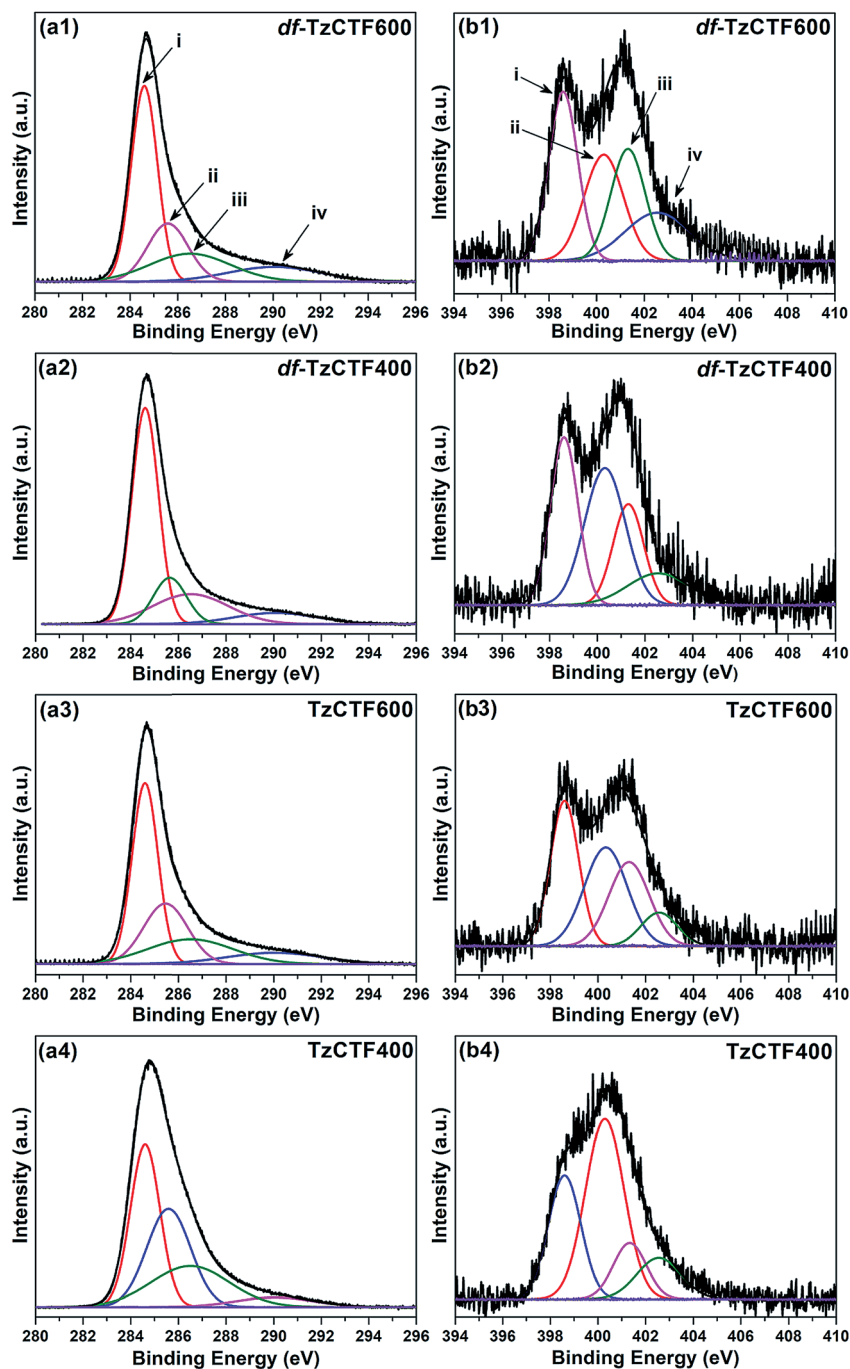 (a1) df-TzCTF600
i
ii
iii
iv
Intensity (a.u.)
280 282 284 286 288 290 292 294 296
Binding Energy (eV)
(b1) df-TzCTF600
i
ii
iii
iv
Intensity (a.u.)
394 396 398 400 402 404 406 408 410
Binding Energy (eV)
(a2) df-TzCTF400
Intensity (a.u.)
280 282 284 286 288 290 292 294 296
Binding Energy (eV)
(b2) df-TzCTF400
Intensity (a.u.)
394 396 398 400 402 404 406 408 410
Binding Energy (eV)
(a3) TzCTF600
Intensity (a.u.)
280 282 284 286 288 290 292 294 296
Binding Energy (eV)
(b3) TzCTF600
Intensity (a.u.)
394 396 398 400 402 404 406 408 410
Binding Energy (eV)
(a4) TzCTF400
Intensity (a.u.)
280 282 284 286 288 290 292 294 296
Binding Energy (eV)
(b4) TzCTF400
Intensity (a.u.)
394 396 398 400 402 404 406 408 410
Binding Energy (eV)